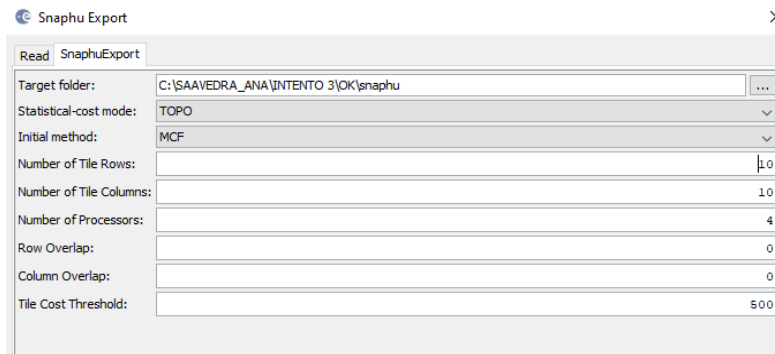 Snaphu Export
Read SnaphuExport
Target folder: C:\SAAVEDRA_ANA\INTENTO 3\OK\snaphu ...
Statistical-cost mode: TOPO
Initial method: MCF
Number of Tile Rows: 10
Number of Tile Columns: 10
Number of Processors: 4
Row Overlap: 0
Column Overlap: 0
Tile Cost Threshold: 500